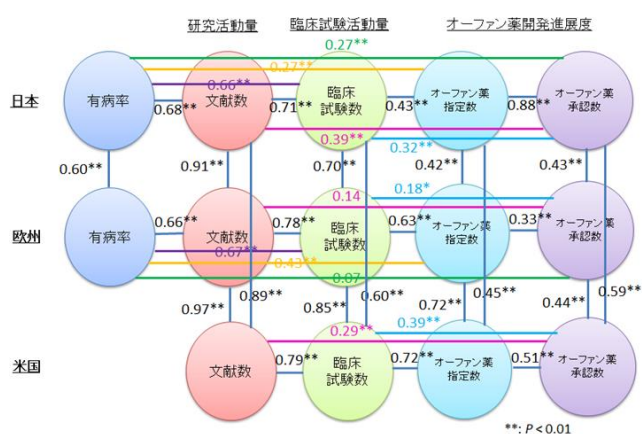 研究活動量 臨床試験活動量 オーファン薬開発進展度
0.27**
0.27**
0.66**
日本 有病率 0.68** 文献数 0.71** 臨床試験数 0.43** オーファン薬指定数 0.88** オーファン薬承認数
0.39**
0.32**
0.60** 0.91** 0.70** 0.42** 0.43**
0.14 0.18*
欧州 有病率 0.66** 文献数 0.78** 臨床試験数 0.63** オーファン薬指定数 0.33** オーファン薬承認数
0.67**
0.43**
0.07
0.97** 0.89** 0.85** 0.60** 0.72** 0.45** 0.44** 0.59**
0.29** 0.39**
米国 文献数 0.79** 臨床試験数 0.72** オーファン薬指定数 0.51** オーファン薬承認数
**: P < 0.01